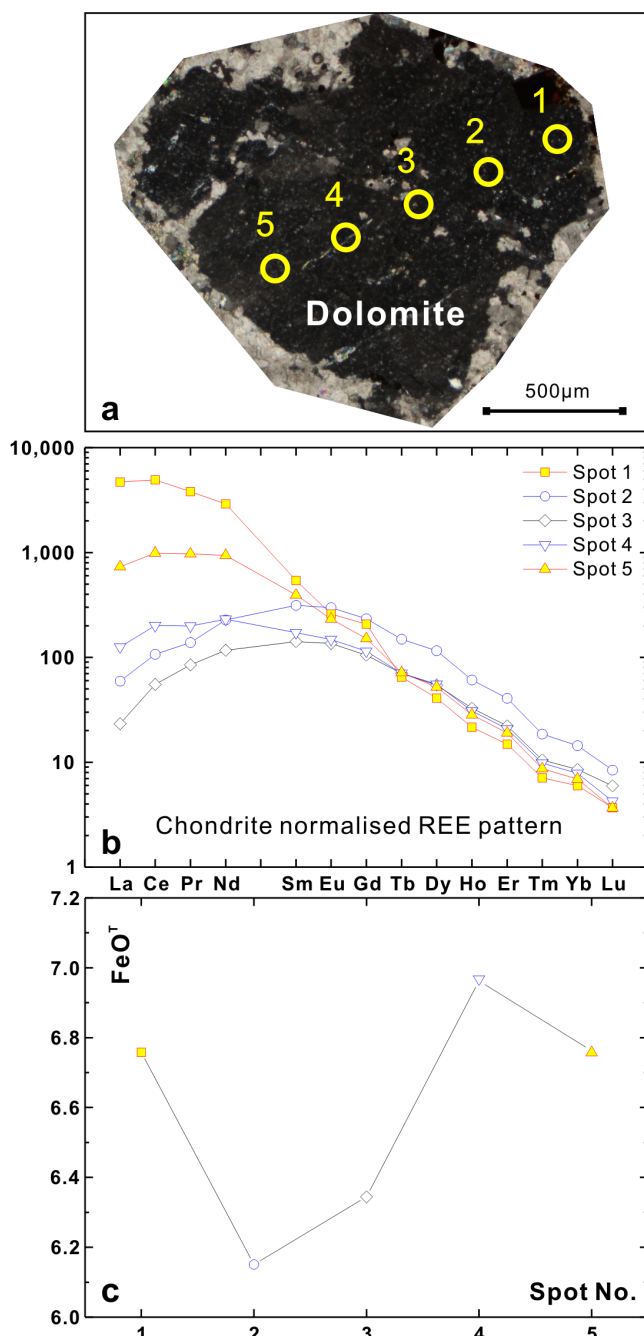 1
2
3
4
5
Dolomite
500µm
a
10,000
1,000
100
10
1
Spot 1
Spot 2
Spot 3
Spot 4
Spot 5
b
Chondrite normalised REE pattern
La Ce Pr Nd Sm Eu Gd Tb Dy Ho Er Tm Yb Lu
7.2
7.0
6.8
6.6
6.4
6.2
6.0
FeOᵀ
c
Spot No.
1 2 3 4 5